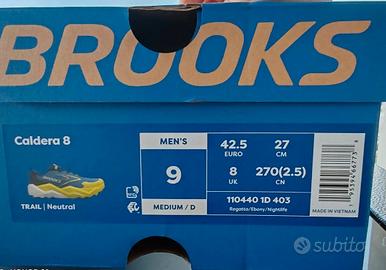 BROOKS
Caldera 8
TRAIL | Neutral
MEN'S
9
MEDIUM / D
42.5
EURO
27
CM
8
UK
270(2.5)
CN
110440 1D 403
Regatta/Ebony/Nightlife
MADE IN VIETNAM
subito